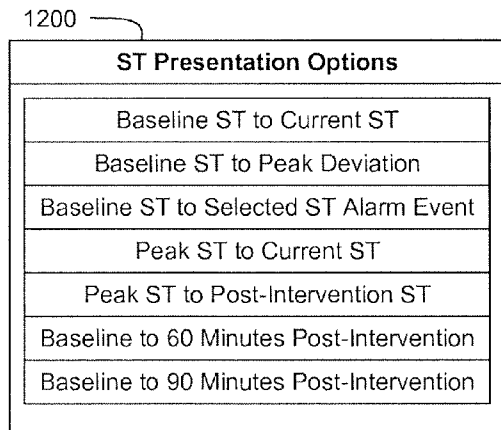 1200
ST Presentation Options
Baseline ST to Current ST
Baseline ST to Peak Deviation
Baseline ST to Selected ST Alarm Event
Peak ST to Current ST
Peak ST to Post-Intervention ST
Baseline to 60 Minutes Post-Intervention
Baseline to 90 Minutes Post-Intervention